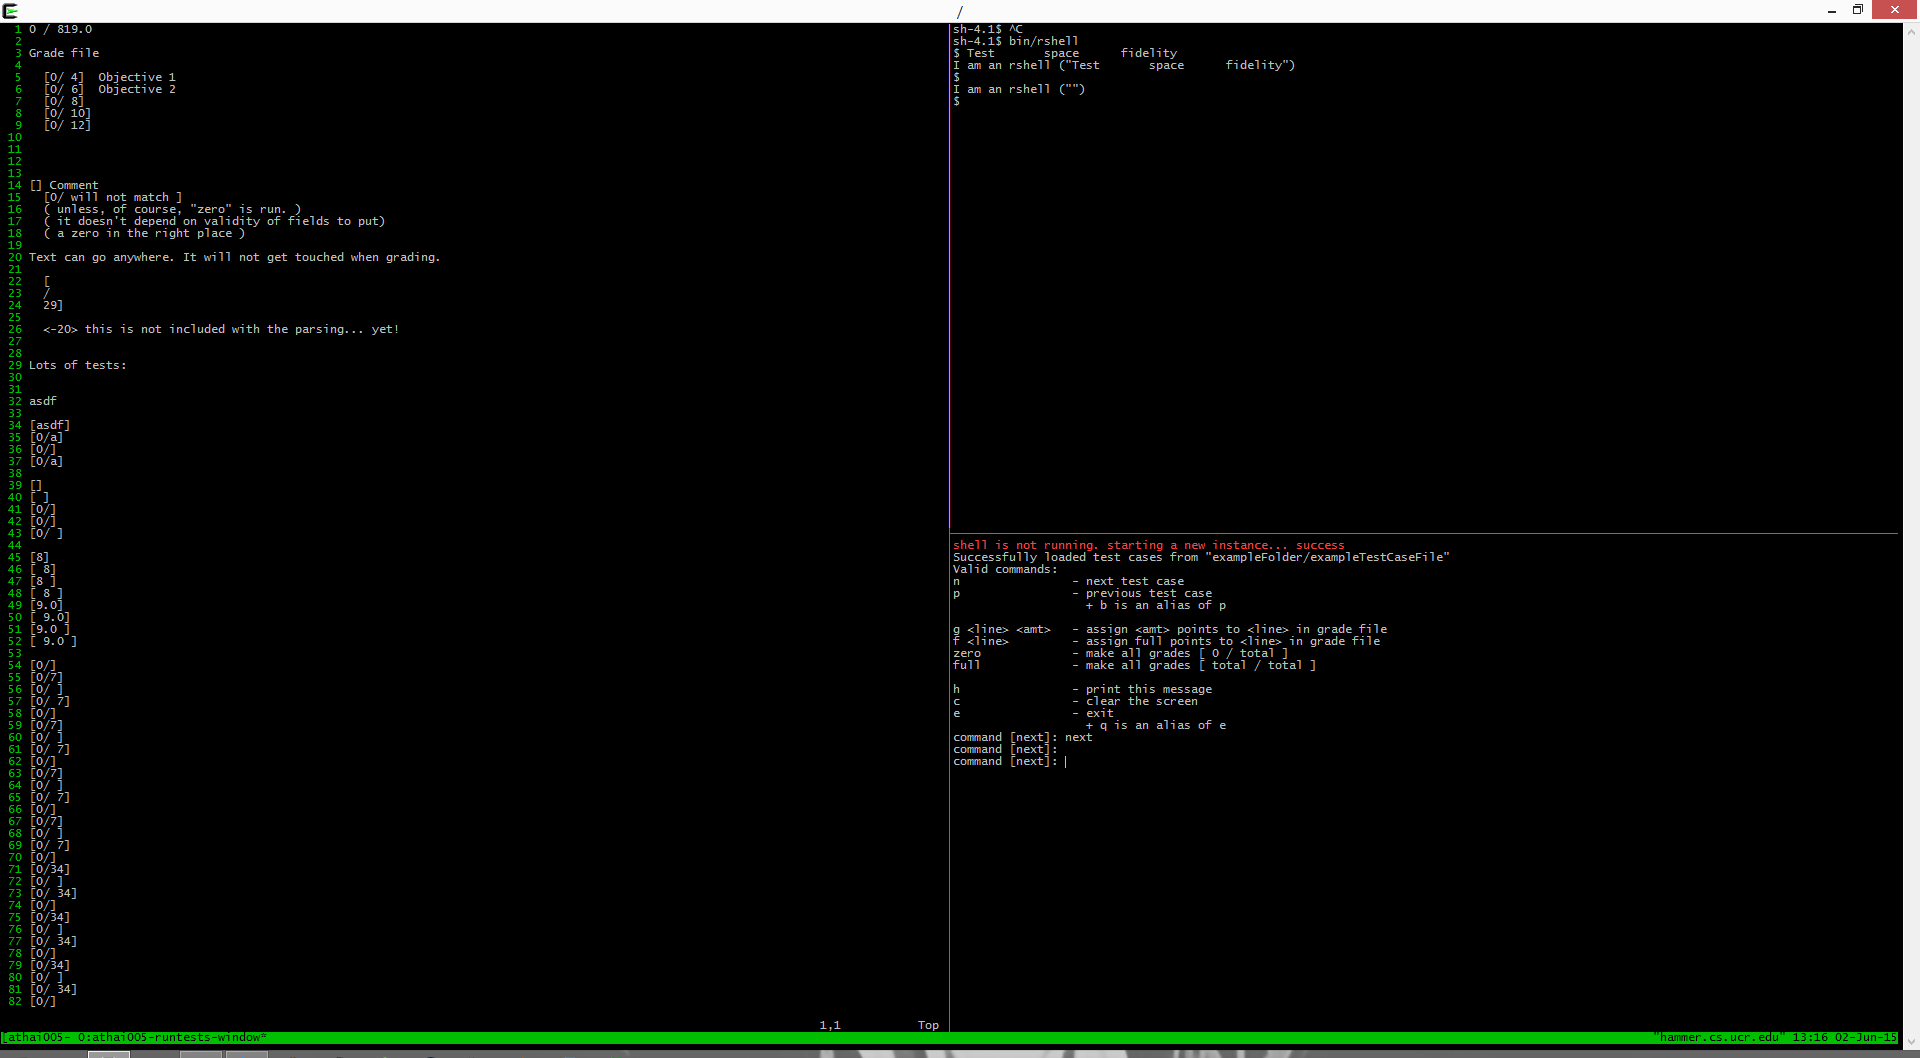 /
1 0 / 819.0
2
3 Grade file
4
5   [0/ 4]  Objective 1
6   [0/ 6]  Objective 2
7   [0/ 8]
8   [0/ 10]
9   [0/ 12]
10
11
12
13
14 [] Comment
15   [0/ will not match ]
16   ( unless, of course, "zero" is run. )
17   ( it doesn't depend on validity of fields to put)
18   ( a zero in the right place )
19
20 Text can go anywhere. It will not get touched when grading.
21
22   [
23   /
24   29]
25
26   <-20> this is not included with the parsing... yet!
27
28
29 Lots of tests:
30
31
32 asdf
33
34 [asdf]
35 [0/a]
36 [0/]
37 [0/a]
38
39 []
40 [ ]
41 [0/]
42 [0/]
43 [0/ ]
44
45 [8]
46 [ 8]
47 [8 ]
48 [ 8 ]
49 [9.0]
50 [ 9.0]
51 [9.0 ]
52 [ 9.0 ]
53
54 [0/]
55 [0/7]
56 [0/ ]
57 [0/ 7]
58 [0/]
59 [0/7]
60 [0/ ]
61 [0/ 7]
62 [0/]
63 [0/7]
64 [0/ ]
65 [0/ 7]
66 [0/]
67 [0/7]
68 [0/ ]
69 [0/ 7]
70 [0/]
71 [0/34]
72 [0/ ]
73 [0/ 34]
74 [0/]
75 [0/34]
76 [0/ ]
77 [0/ 34]
78 [0/]
79 [0/34]
80 [0/ ]
81 [0/ 34]
82 [0/]
1,1           Top
sh-4.1$ ^C
sh-4.1$ bin/rshell
$ Test       space      fidelity
I am an rshell ("Test       space      fidelity")
$
I am an rshell ("")
$
shell is not running. starting a new instance... success
Successfully loaded test cases from "exampleFolder/exampleTestCaseFile"
Valid commands:
n                - next test case
p                - previous test case
                   + b is an alias of p
g <line> <amt>   - assign <amt> points to <line> in grade file
f <line>         - assign full points to <line> in grade file
zero             - make all grades [ 0 / total ]
full             - make all grades [ total / total ]
h                - print this message
c                - clear the screen
e                - exit
                   + q is an alias of e
command [next]: next
command [next]:
command [next]:
[athai005- 0:athai005-runtests-window*
"hammer.cs.ucr.edu" 13:16 02-Jun-15